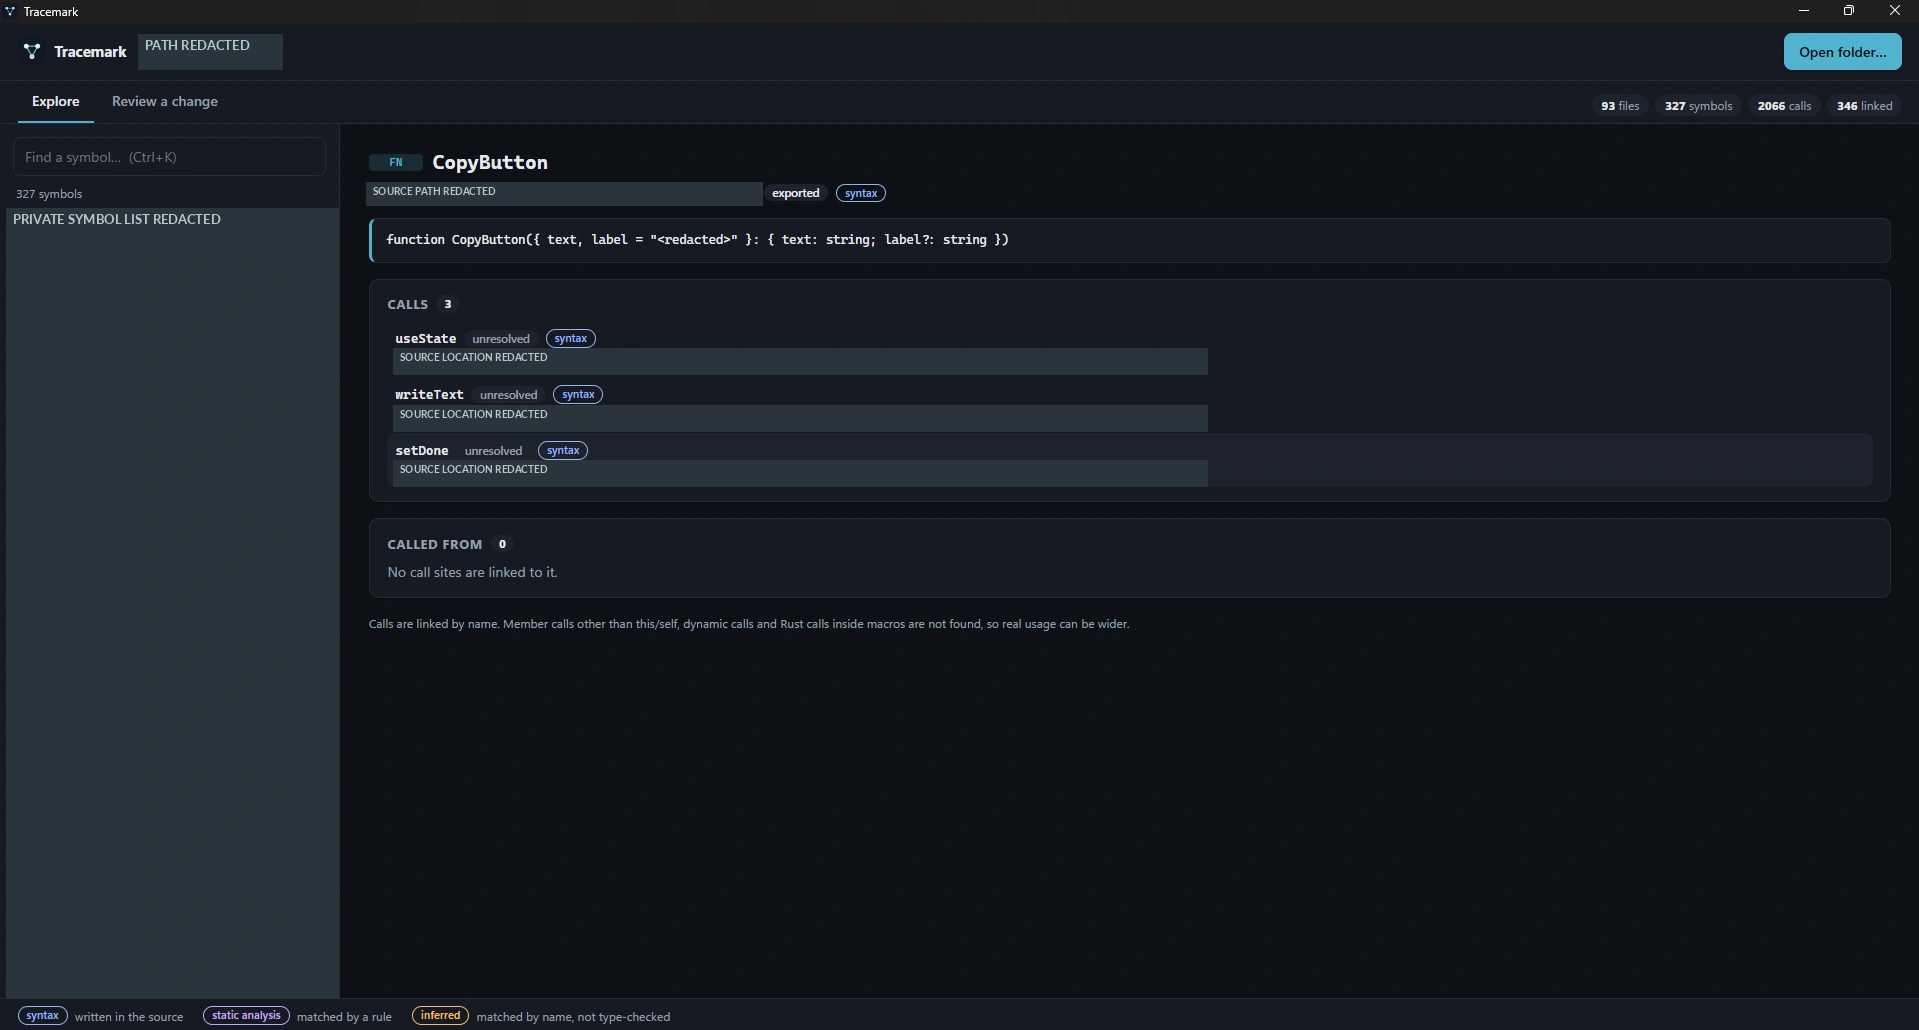 Tracemark
Tracemark PATH REDACTED Open folder...
Explore Review a change 93 files 327 symbols 2066 calls 346 linked
Find a symbol... (Ctrl+K)
327 symbols
PRIVATE SYMBOL LIST REDACTED
FN CopyButton
SOURCE PATH REDACTED exported syntax
function CopyButton({ text, label = "<redacted>" }: { text: string; label?: string })
CALLS 3
useState unresolved syntax
SOURCE LOCATION REDACTED
writeText unresolved syntax
SOURCE LOCATION REDACTED
setDone unresolved syntax
SOURCE LOCATION REDACTED
CALLED FROM 0
No call sites are linked to it.
Calls are linked by name. Member calls other than this/self, dynamic calls and Rust calls inside macros are not found, so real usage can be wider.
syntax written in the source static analysis matched by a rule inferred matched by name, not type-checked